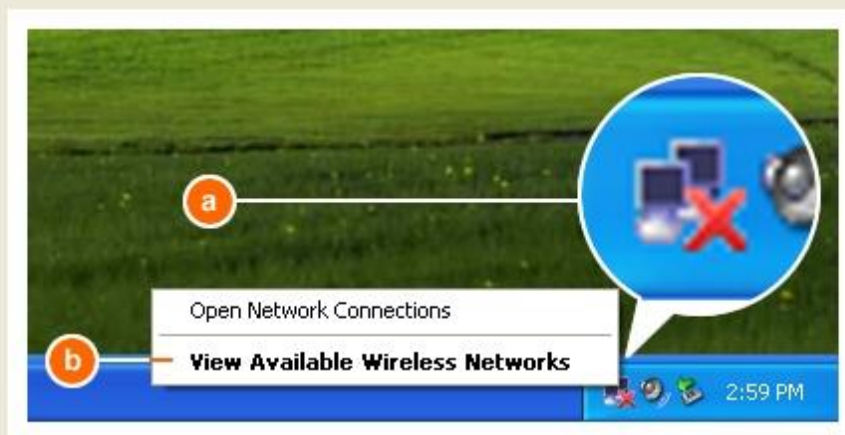 a
Open Network Connections
b
View Available Wireless Networks
2:59 PM